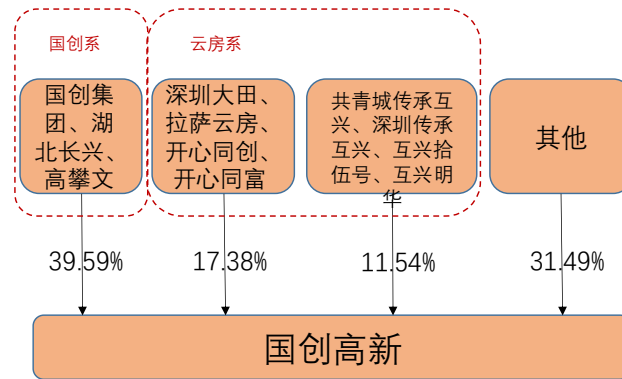 国创系
云房系
国创集
团、湖
北长兴、
高攀文
深圳大田、
拉萨云房、
开心同创、
开心同富
共青城传承互
兴、深圳传承
互兴、互兴拾
伍号、互兴明
华
其他
39.59%
17.38%
11.54%
31.49%
国创高新